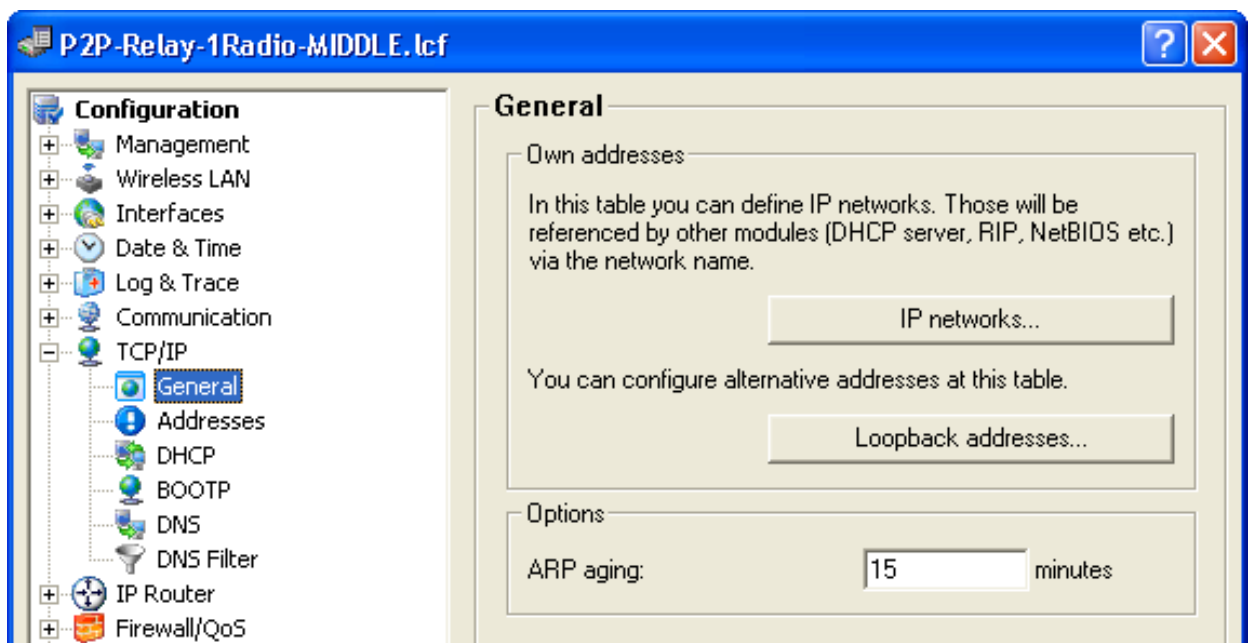 P2P-Relay-1Radio-MIDDLE.lcf
?
Configuration
Management
Wireless LAN
Interfaces
Date & Time
Log & Trace
Communication
TCP/IP
General
Addresses
DHCP
BOOTP
DNS
DNS Filter
IP Router
Firewall/QoS
General
Own addresses
In this table you can define IP networks. Those will be
referenced by other modules (DHCP server, RIP, NetBIOS etc.)
via the network name.
IP networks...
You can configure alternative addresses at this table.
Loopback addresses...
Options
ARP aging: 15 minutes